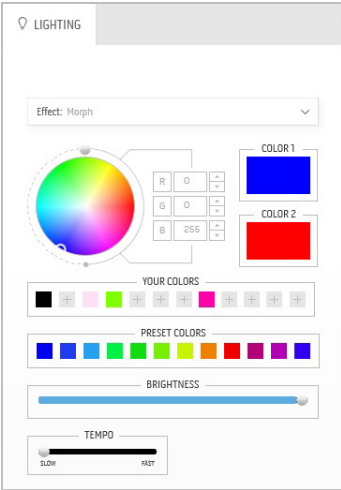 LIGHTING
Effect: Morph
COLOR 1
R 0
G 0
B 255
COLOR 2
YOUR COLORS
PRESET COLORS
BRIGHTNESS
TEMPO
SLOW FAST